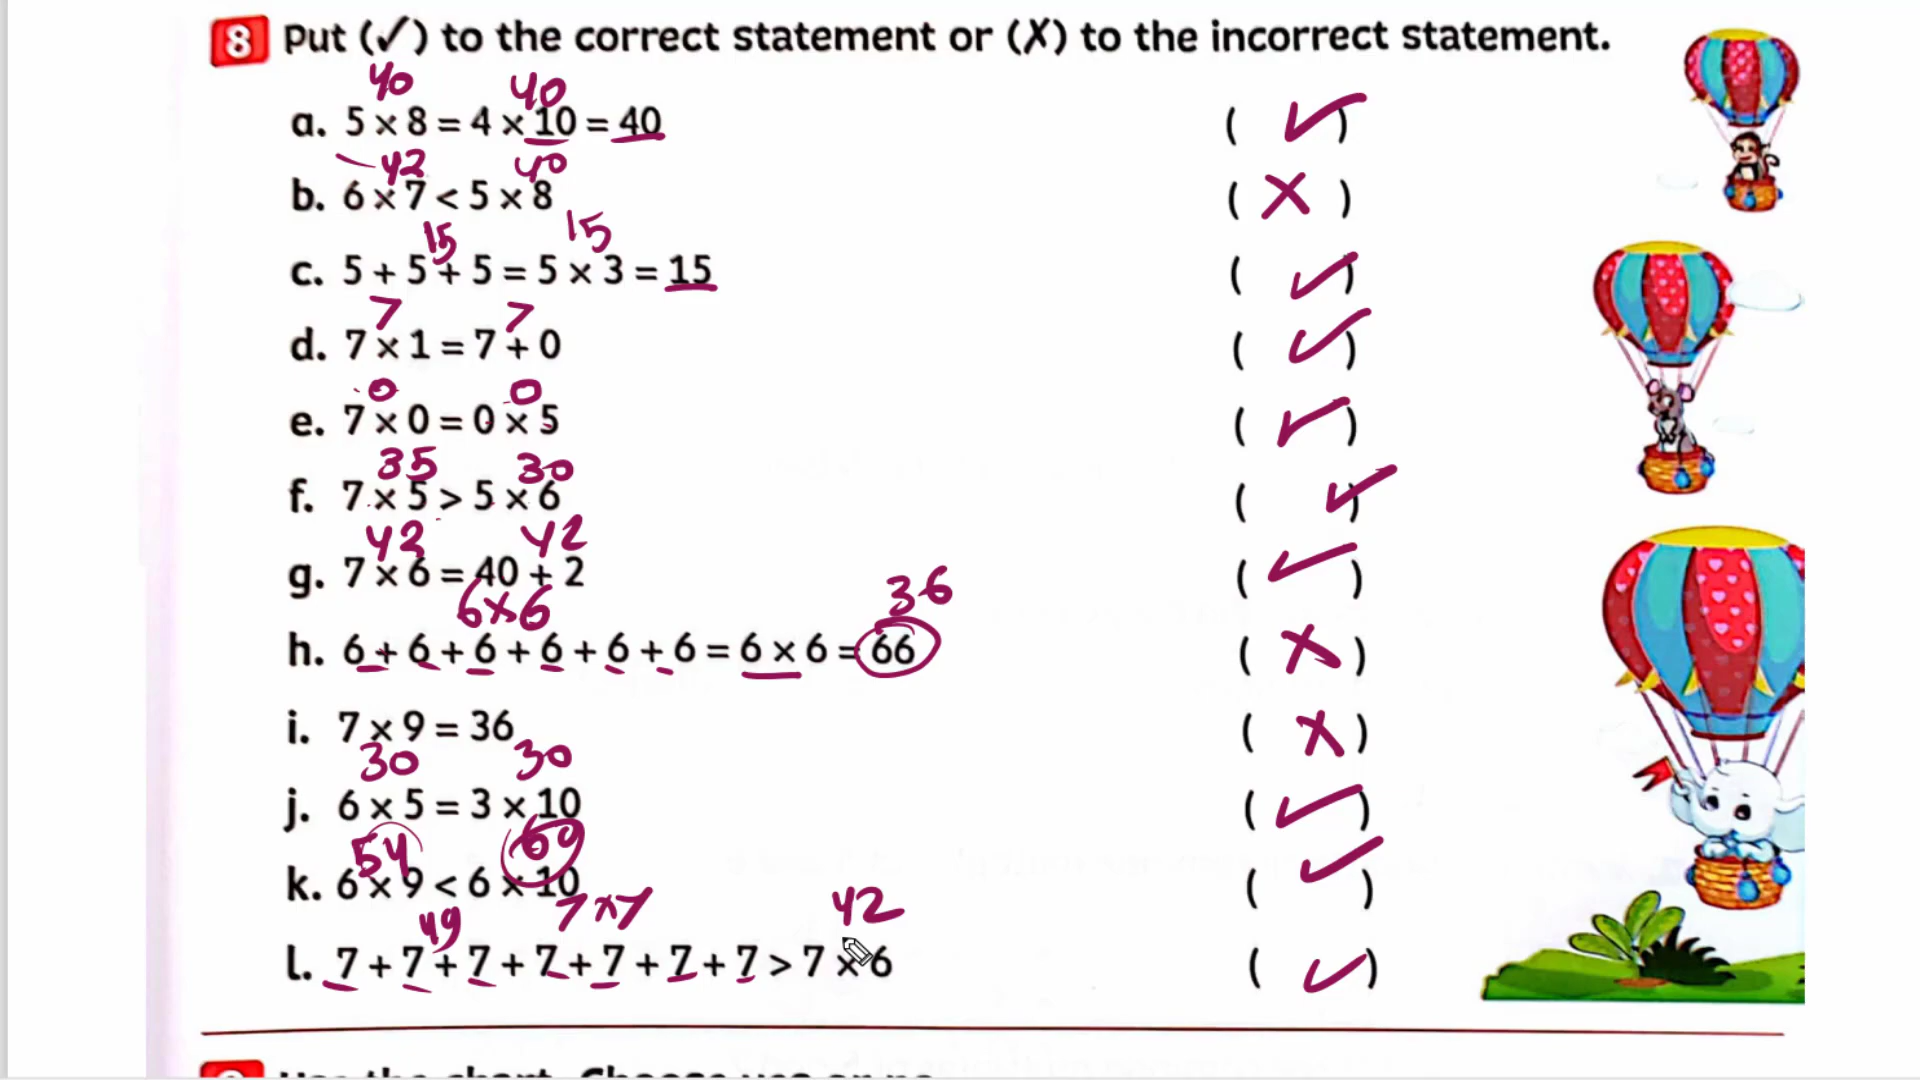 8 Put (✓) to the correct statement or (✗) to the incorrect statement.
40 40
a. 5 × 8 = 4 × 10 = 40 ( ✓ )
42 40
b. 6 × 7 < 5 × 8 ( ✗ )
15 15
c. 5 + 5 + 5 = 5 × 3 = 15 ( ✓ )
7 7
d. 7 × 1 = 7 + 0 ( ✓ )
0 0
e. 7 × 0 = 0 × 5 ( ✓ )
35 30
f. 7 × 5 > 5 × 6 ( ✓ )
42 42
g. 7 × 6 = 40 + 2 ( ✓ )
6×6 36
h. 6 + 6 + 6 + 6 + 6 + 6 = 6 × 6 = 66 ( ✗ )
i. 7 × 9 = 36 ( ✗ )
30 30
j. 6 × 5 = 3 × 10 ( ✓ )
54 60
k. 6 × 9 < 6 × 10 ( ✓ )
49 7×7 42
l. 7 + 7 + 7 + 7 + 7 + 7 + 7 > 7 × 6 ( ✓ )